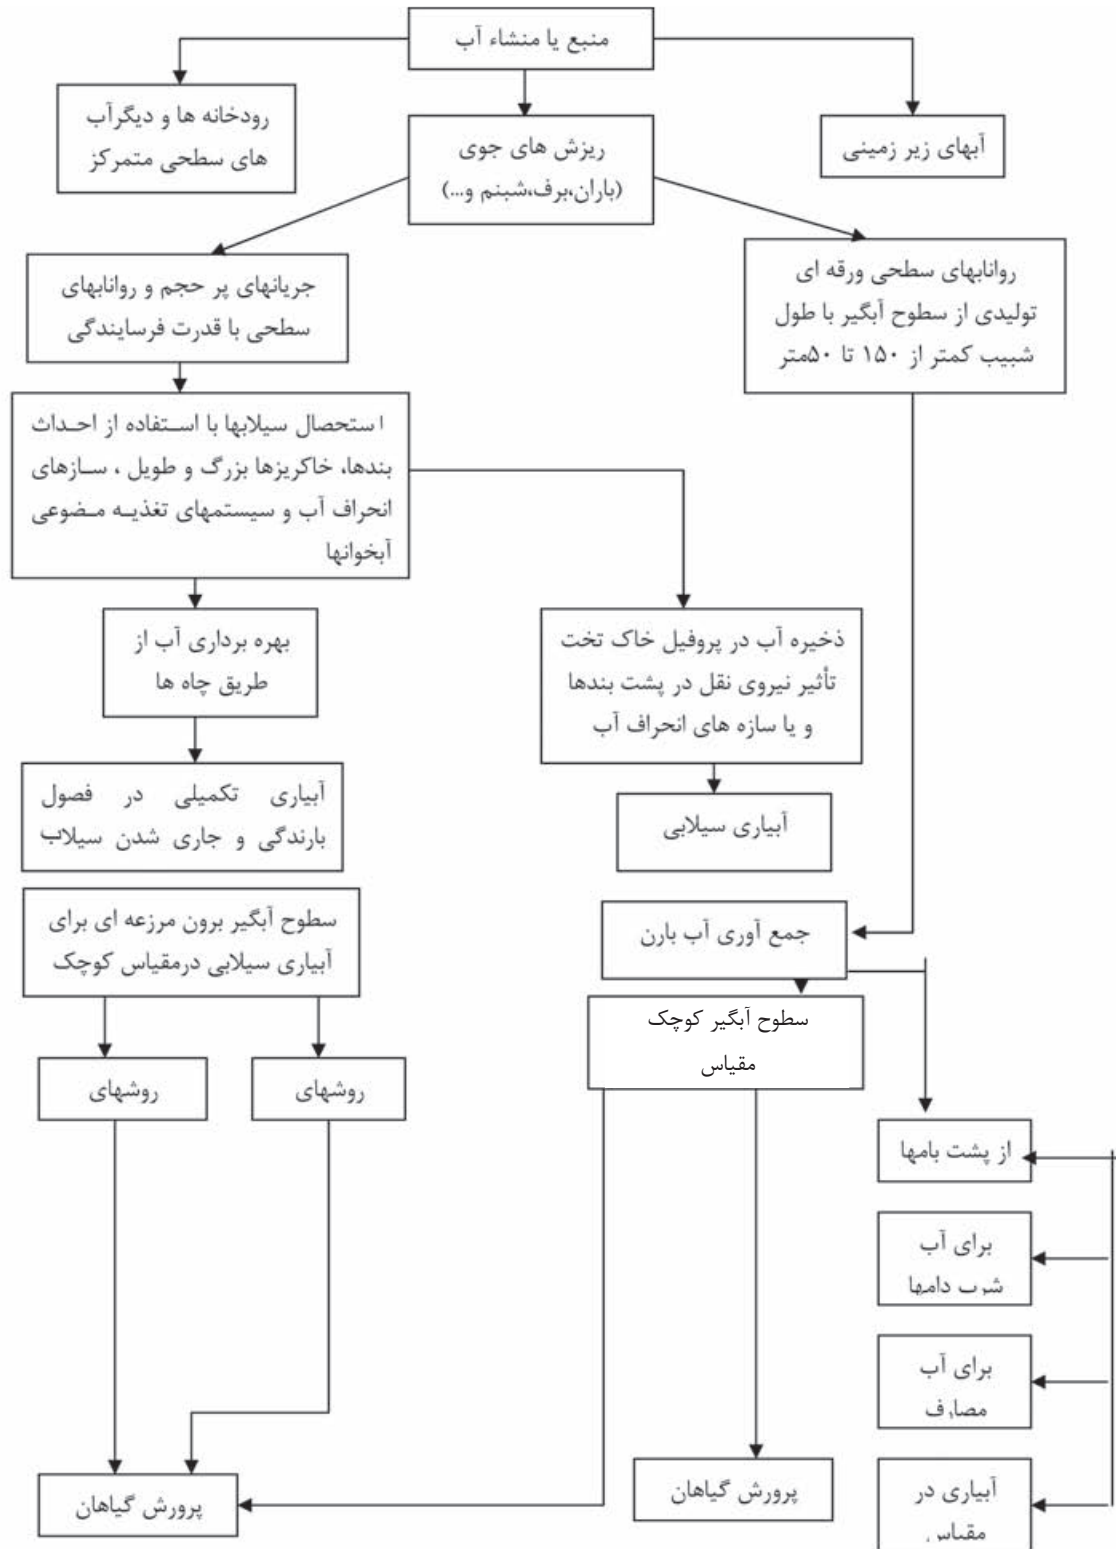 منبع یا منشاء آب
رودخانه ها و دیگرآب
های سطحی متمرکز
ریزش های جوی
(باران،برف،شبنم و...)
آبهای زیر زمینی
جریانهای پر حجم و روانابهای
سطحی با قدرت فرسایندگی
روانابهای سطحی ورقه ای
تولیدی از سطوح آبگیر با طول
شبیب کمتر از ۱۵۰ تا ۵۰متر
استحصال سیلابها با استفاده از احداث
بندها، خاکریزها بزرگ و طویل ، سازهای
انحراف آب و سیستمهای تغذیه مضوعی
آبخوانها
بهره برداری آب از
طریق چاه ها
ذخیره آب در پروفیل خاک تخت
تأثیر نیروی نقل در پشت بندها
و یا سازه های انحراف آب
آبیاری تکمیلی در فصول
بارندگی و جاری شدن سیلاب
آبیاری سیلابی
سطوح آبگیر برون مرزعه ای برای
آبیاری سیلابی درمقیاس کوچک
جمع آوری آب بارن
سطوح آبگیر کوچک
مقیاس
روشهای
روشهای
از پشت بامها
برای آب
شرب دامها
برای آب
مصارف
آبیاری در
مقیاس
پرورش گیاهان
پرورش گیاهان